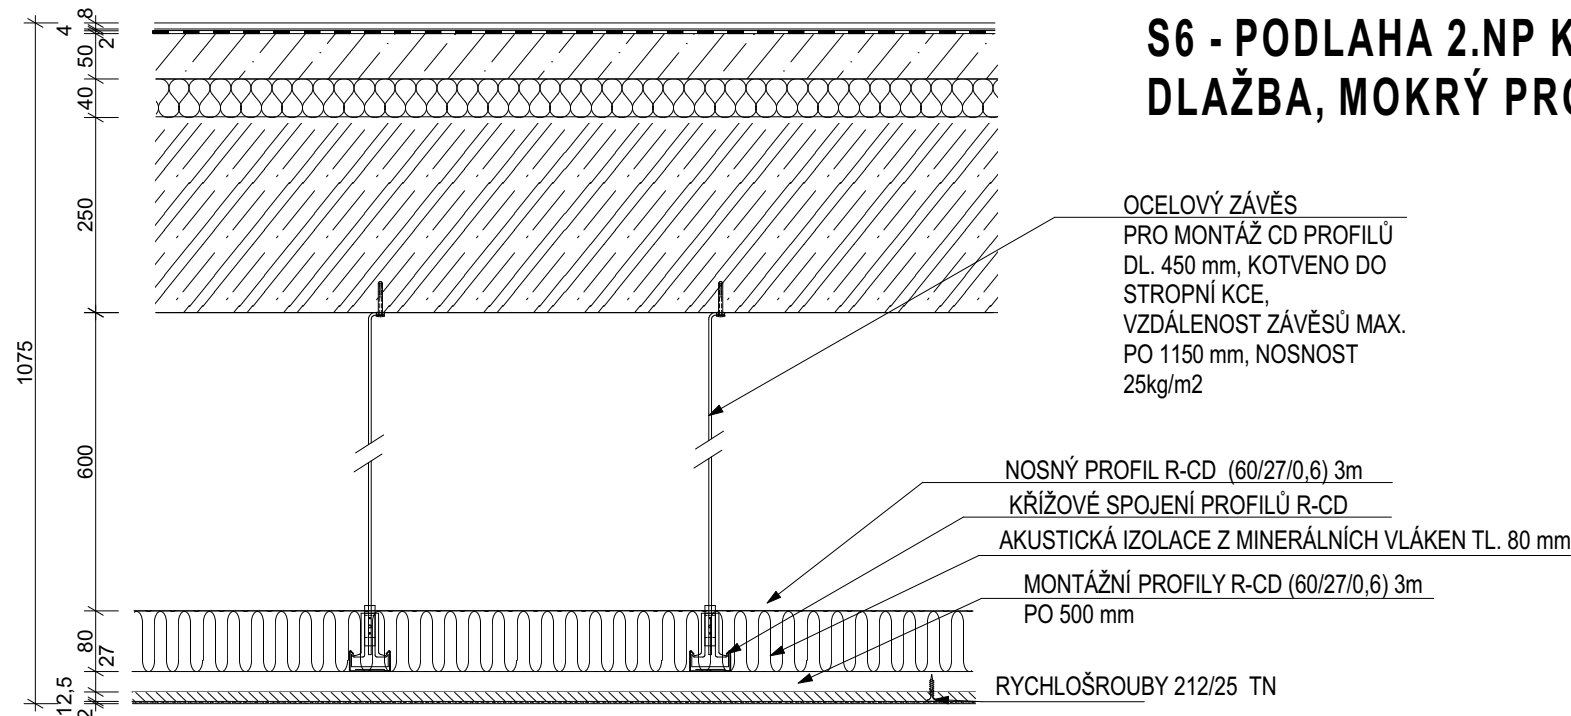 S6 - PODLAHA 2.NP K
DLAŽBA, MOKRÝ PRO
OCELOVÝ ZÁVĚS
PRO MONTÁŽ CD PROFILŮ
DL. 450 mm, KOTVENO DO
STROPNÍ KCE,
VZDÁLENOST ZÁVĚSŮ MAX.
PO 1150 mm, NOSNOST
25kg/m2
NOSNÝ PROFIL R-CD (60/27/0,6) 3m
KŘÍŽOVÉ SPOJENÍ PROFILŮ R-CD
AKUSTICKÁ IZOLACE Z MINERÁLNÍCH VLÁKEN TL. 80 mm
MONTÁŽNÍ PROFILY R-CD (60/27/0,6) 3m
PO 500 mm
RYCHLOŠROUBY 212/25 TN
1075
8
4
2
50
40
250
600
80
27
12,5
2